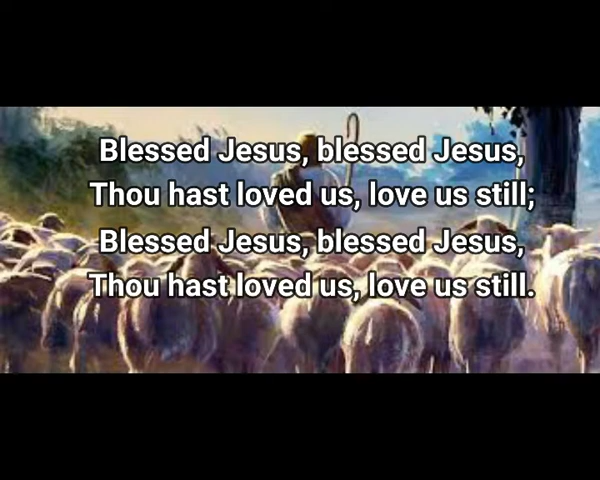 Blessed Jesus, blessed Jesus,
Thou hast loved us, love us still;
Blessed Jesus, blessed Jesus,
Thou hast loved us, love us still.